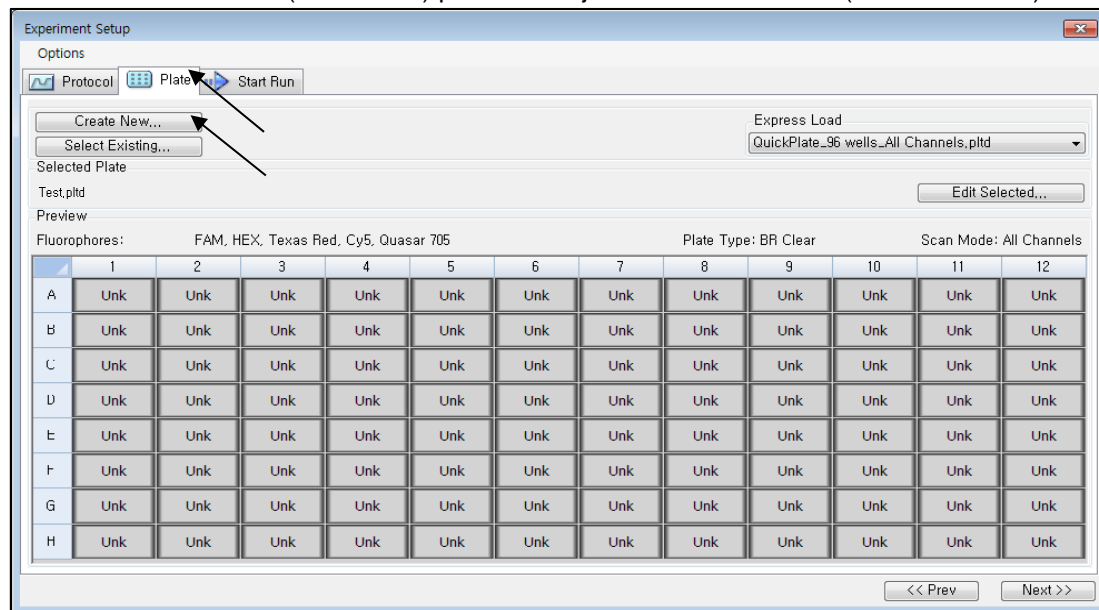 Experiment Setup
Options
Protocol Plate Start Run
Create New... Express Load
Select Existing... QuickPlate_96 wells_All Channels.pltd
Selected Plate
Test.pltd Edit Selected...
Preview
Fluorophores: FAM, HEX, Texas Red, Cy5, Quasar 705 Plate Type: BR Clear Scan Mode: All Channels
1 2 3 4 5 6 7 8 9 10 11 12
A Unk Unk Unk Unk Unk Unk Unk Unk Unk Unk Unk Unk
B Unk Unk Unk Unk Unk Unk Unk Unk Unk Unk Unk Unk
C Unk Unk Unk Unk Unk Unk Unk Unk Unk Unk Unk Unk
D Unk Unk Unk Unk Unk Unk Unk Unk Unk Unk Unk Unk
E Unk Unk Unk Unk Unk Unk Unk Unk Unk Unk Unk Unk
F Unk Unk Unk Unk Unk Unk Unk Unk Unk Unk Unk Unk
G Unk Unk Unk Unk Unk Unk Unk Unk Unk Unk Unk Unk
H Unk Unk Unk Unk Unk Unk Unk Unk Unk Unk Unk Unk
<< Prev Next >>